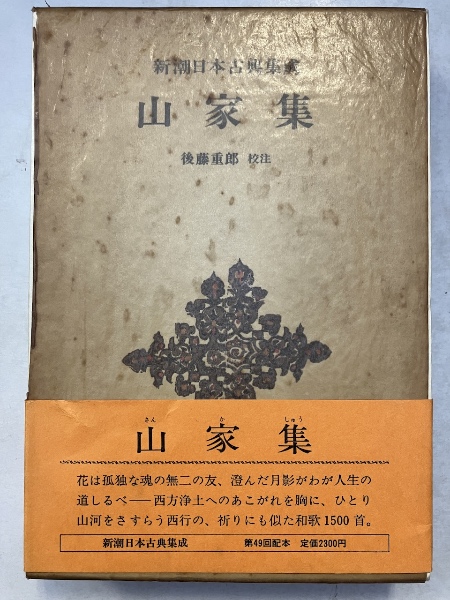 新潮日本古典集成
山家集
後藤重郎 校注
さん か しゅう
山家集
花は孤独な魂の無二の友、澄んだ月影がわが人生の
道しるべ――西方浄土へのあこがれを胸に、ひとり
山河をさすらう西行の、祈りにも似た和歌1500首。
新潮日本古典集成 第49回配本 定価2300円